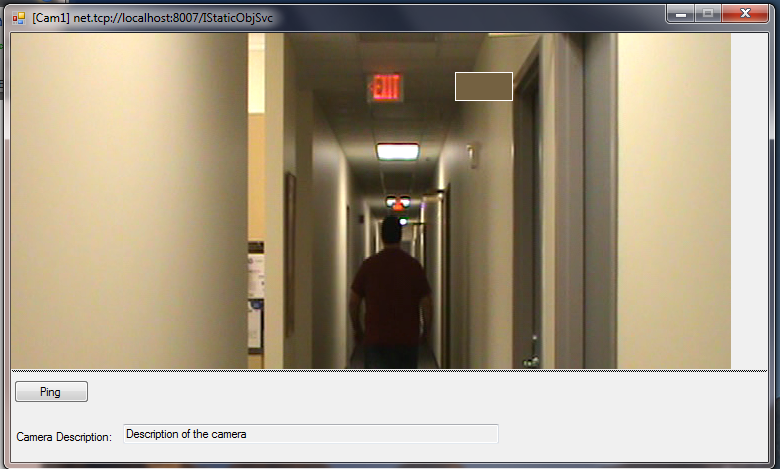 [Cam1] net.tcp://localhost:8007/IStaticObjSvc
EXIT
Ping
Camera Description:
Description of the camera